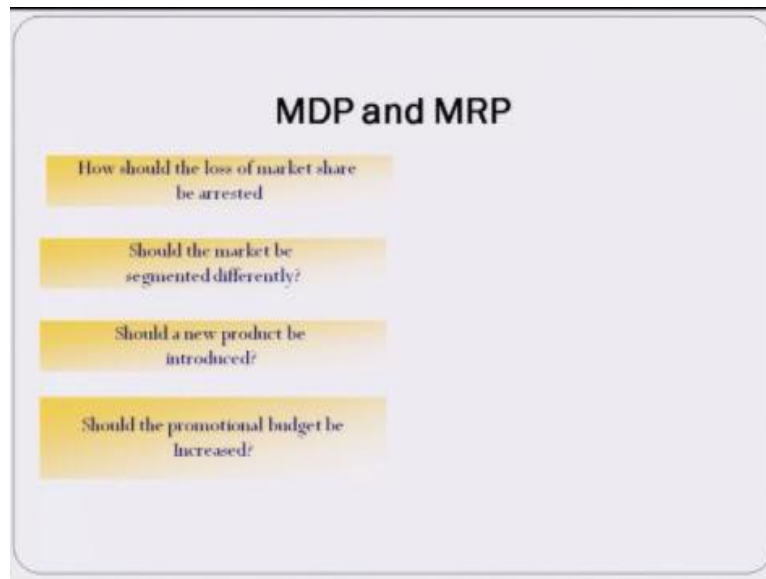 MDP and MRP
How should the loss of market share
be arrested
Should the market be
segmented differently?
Should a new product be
introduced?
Should the promotional budget be
Increased?